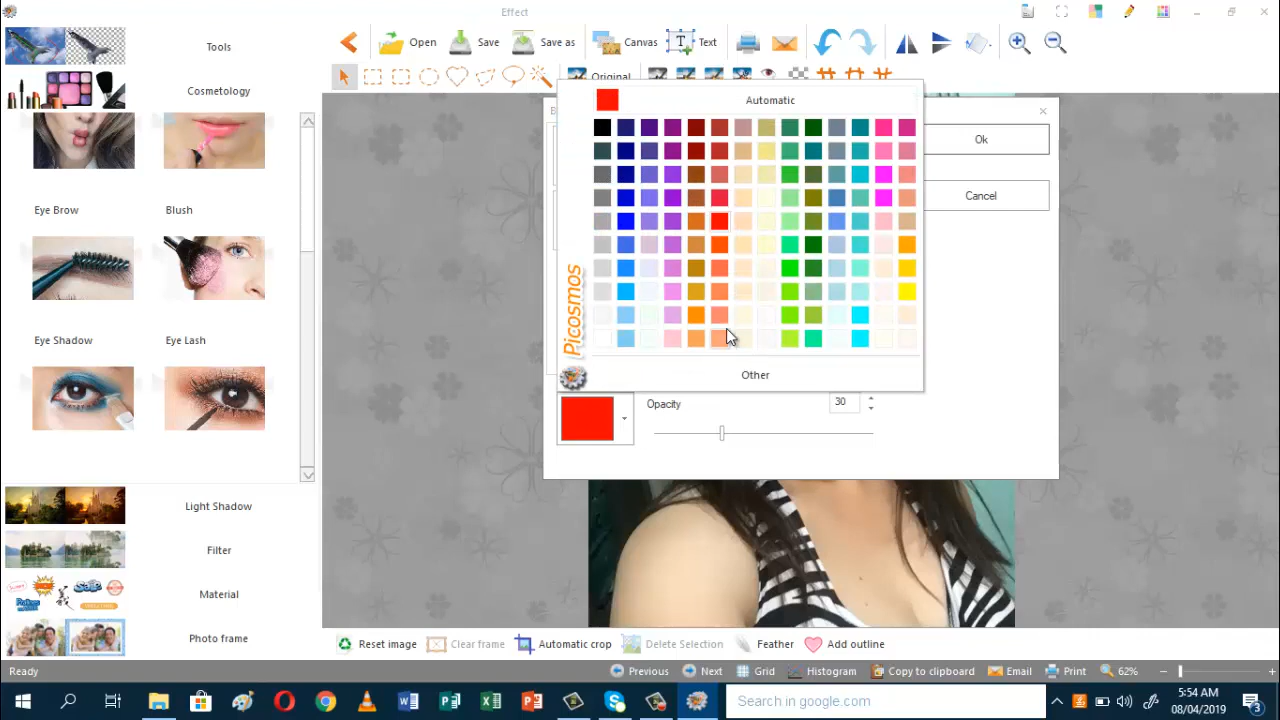 Effect
Tools
Open
Save
Save as
Canvas
Text
Cosmetology
Original
Automatic
Ok
Cancel
Eye Brow
Blush
Eye Shadow
Eye Lash
Picosmos
Other
Opacity
30
Light Shadow
Filter
Material
Sale
Photo frame
Reset image
Clear frame
Automatic crop
Delete Selection
Feather
Add outline
Ready
Previous
Next
Grid
Histogram
Copy to clipboard
Email
Print
62%
Search in google.com
5:54 AM
08/04/2019
3